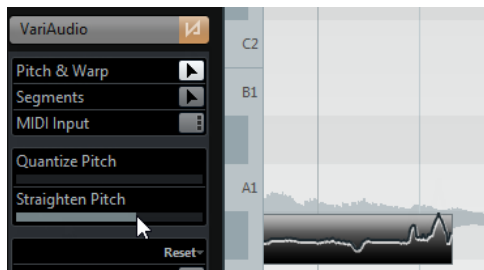 VariAudio
C2
Pitch & Warp
B1
Segments
MIDI Input
Quantize Pitch
A1
Straighten Pitch
Reset